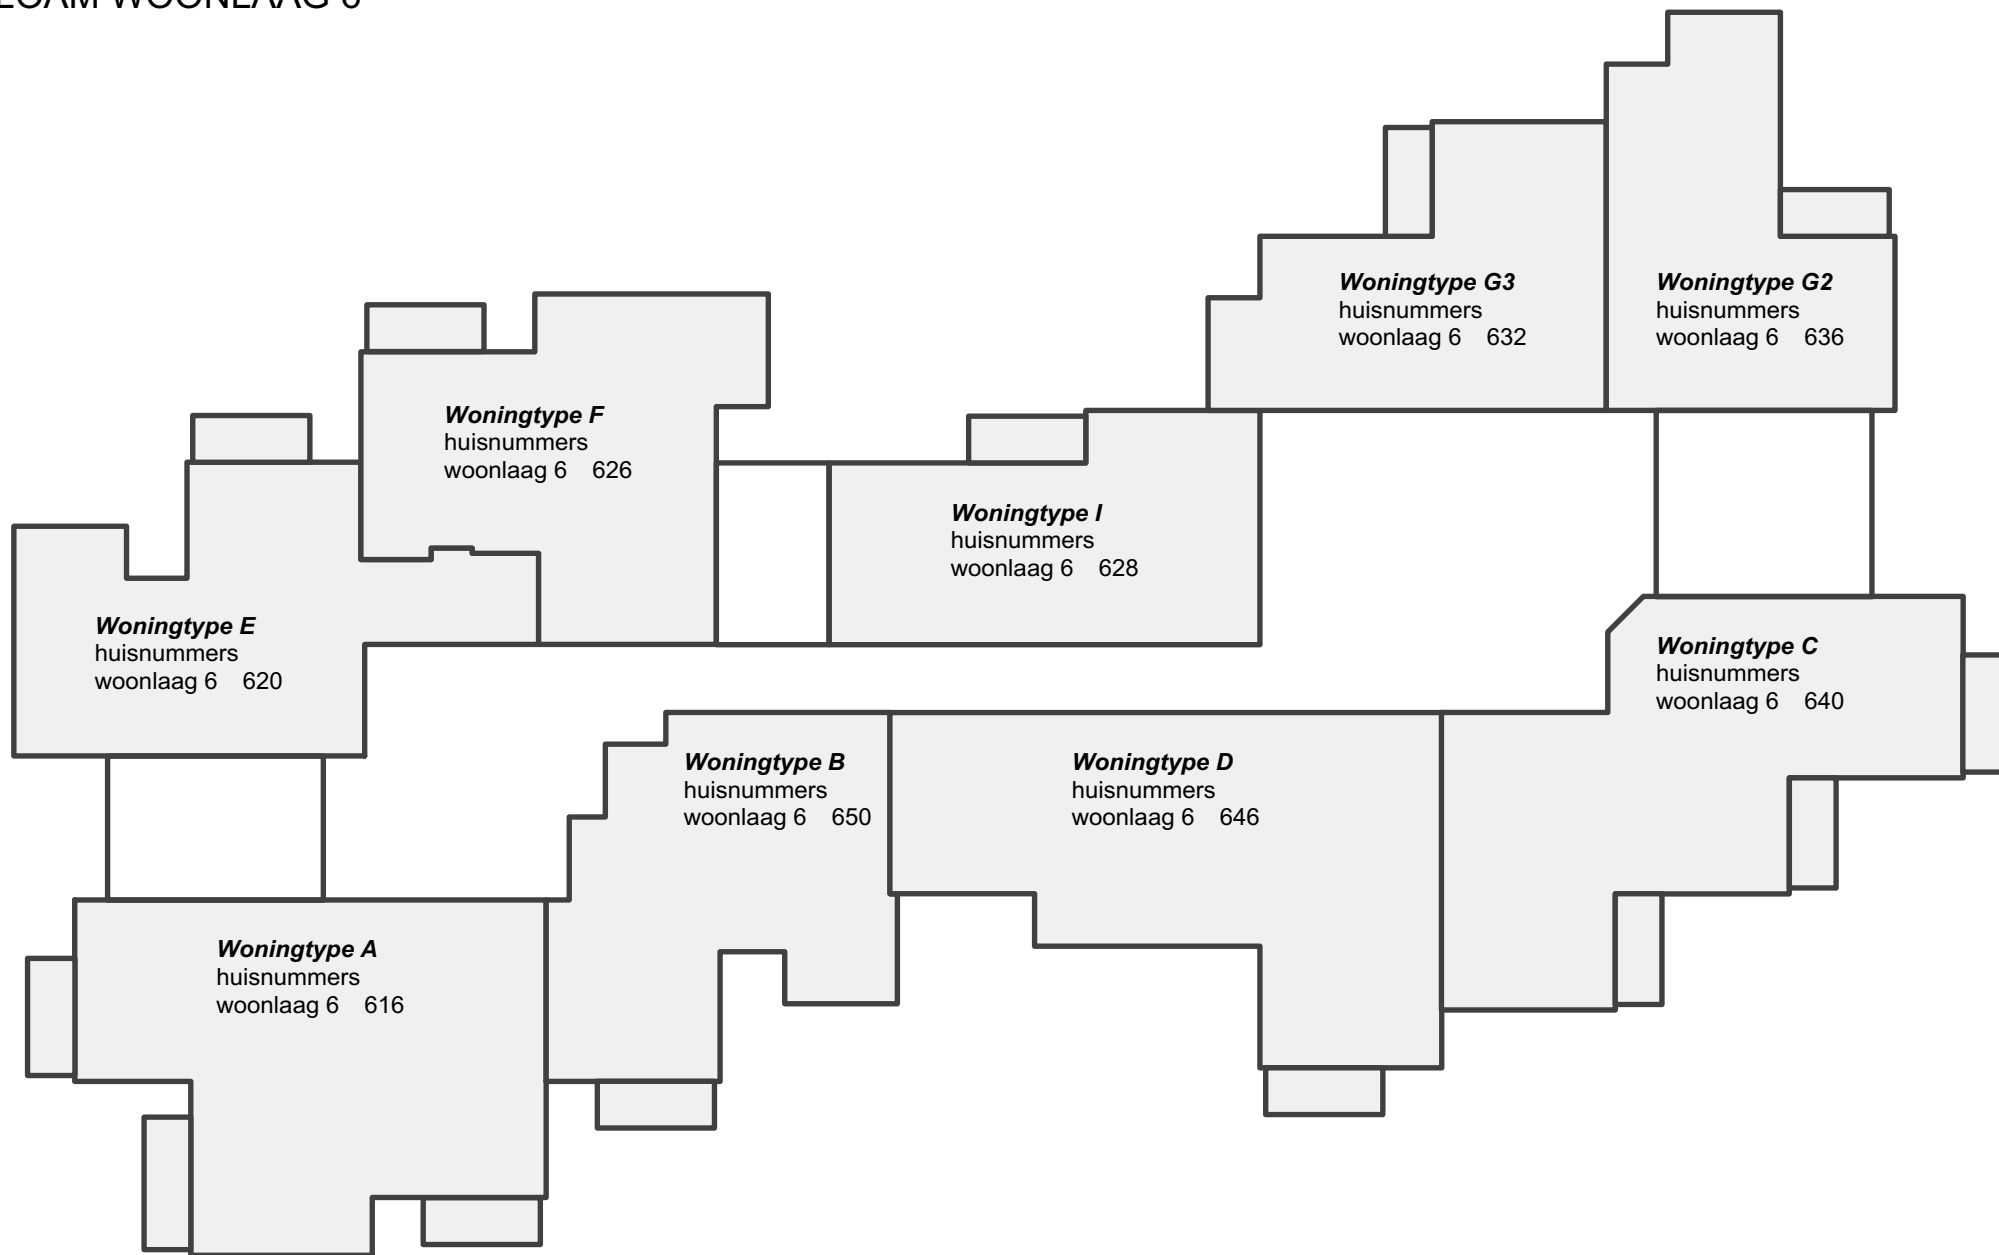 WOONLAAG 6
Woningtype G3
huisnummers
woonlaag 6 632
Woningtype G2
huisnummers
woonlaag 6 636
Woningtype F
huisnummers
woonlaag 6 626
Woningtype I
huisnummers
woonlaag 6 628
Woningtype E
huisnummers
woonlaag 6 620
Woningtype C
huisnummers
woonlaag 6 640
Woningtype B
huisnummers
woonlaag 6 650
Woningtype D
huisnummers
woonlaag 6 646
Woningtype A
huisnummers
woonlaag 6 616